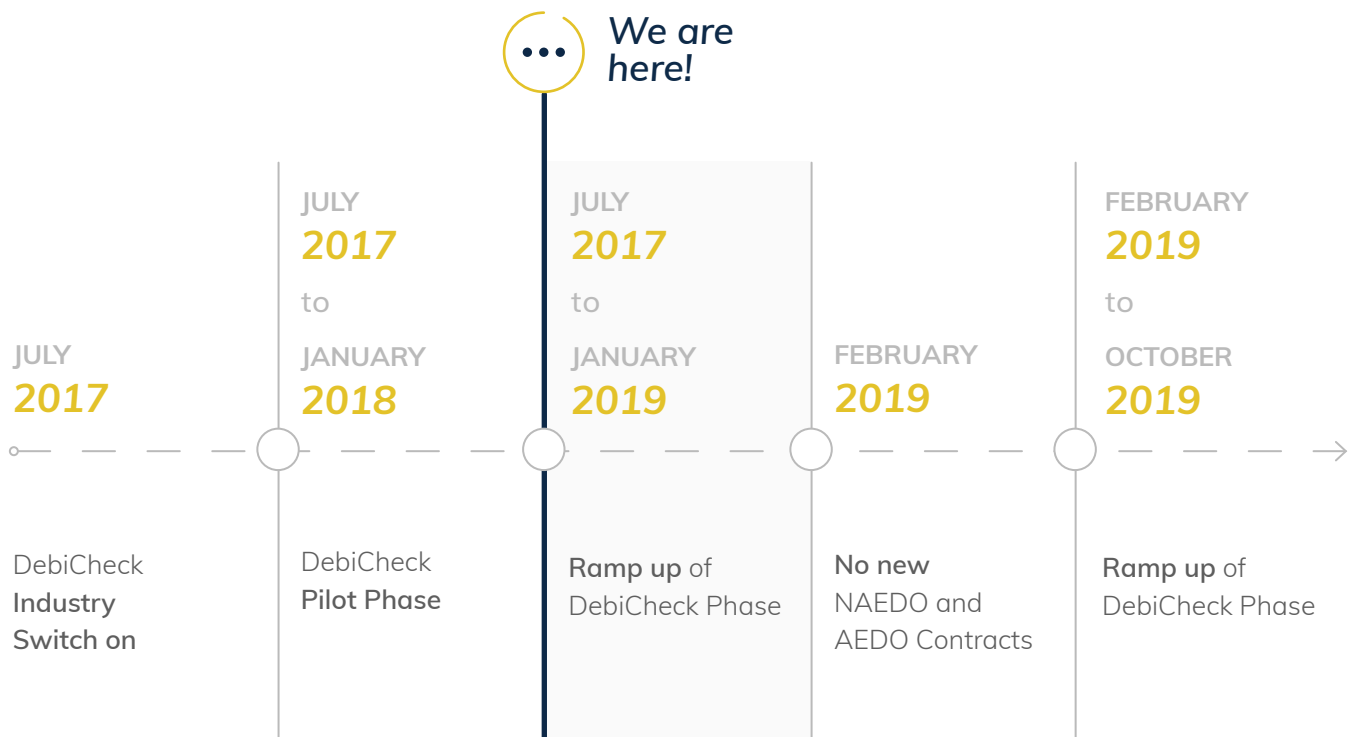 We are
here!
JULY
2017
DebiCheck
Industry
Switch on
JULY
2017
to
JANUARY
2018
DebiCheck
Pilot Phase
JULY
2017
to
JANUARY
2019
Ramp up of
DebiCheck Phase
FEBRUARY
2019
No new
NAEDO and
AEDO Contracts
FEBRUARY
2019
to
OCTOBER
2019
Ramp up of
DebiCheck Phase